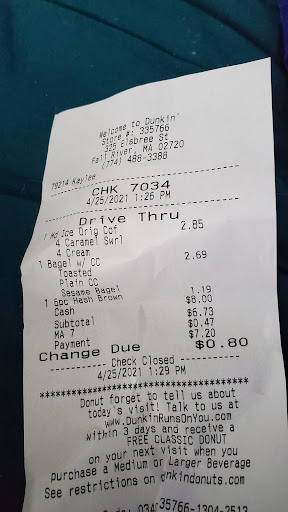 Welcome to Dunkin'
Store #: 335766
325 Elsbree St
Fall River, MA 02720
(774) 488-3388
79214 Kaylee
CHK 7034
4/25/2021 1:26 PM
Drive Thru
1 Md Ice Orig Cof 2.85
4 Caramel Swrl
4 Cream
1 Bagel w/ CC 2.69
Toasted
Plain CC
Sesame Bagel
1 6pc Hash Brown 1.19
Cash $8.00
Subtotal $6.73
MA 7 $0.47
Payment $7.20
Change Due $0.80
Check Closed
4/25/2021 1:29 PM
****************************************
Donut forget to tell us about
today's visit! Talk to us at
www.DunkinRunsOnYou.com
within 3 days and receive a
FREE CLASSIC DONUT
on your next visit when you
purchase a Medium or Larger Beverage
See restrictions on dunkindonuts.com
35766-1304-2513